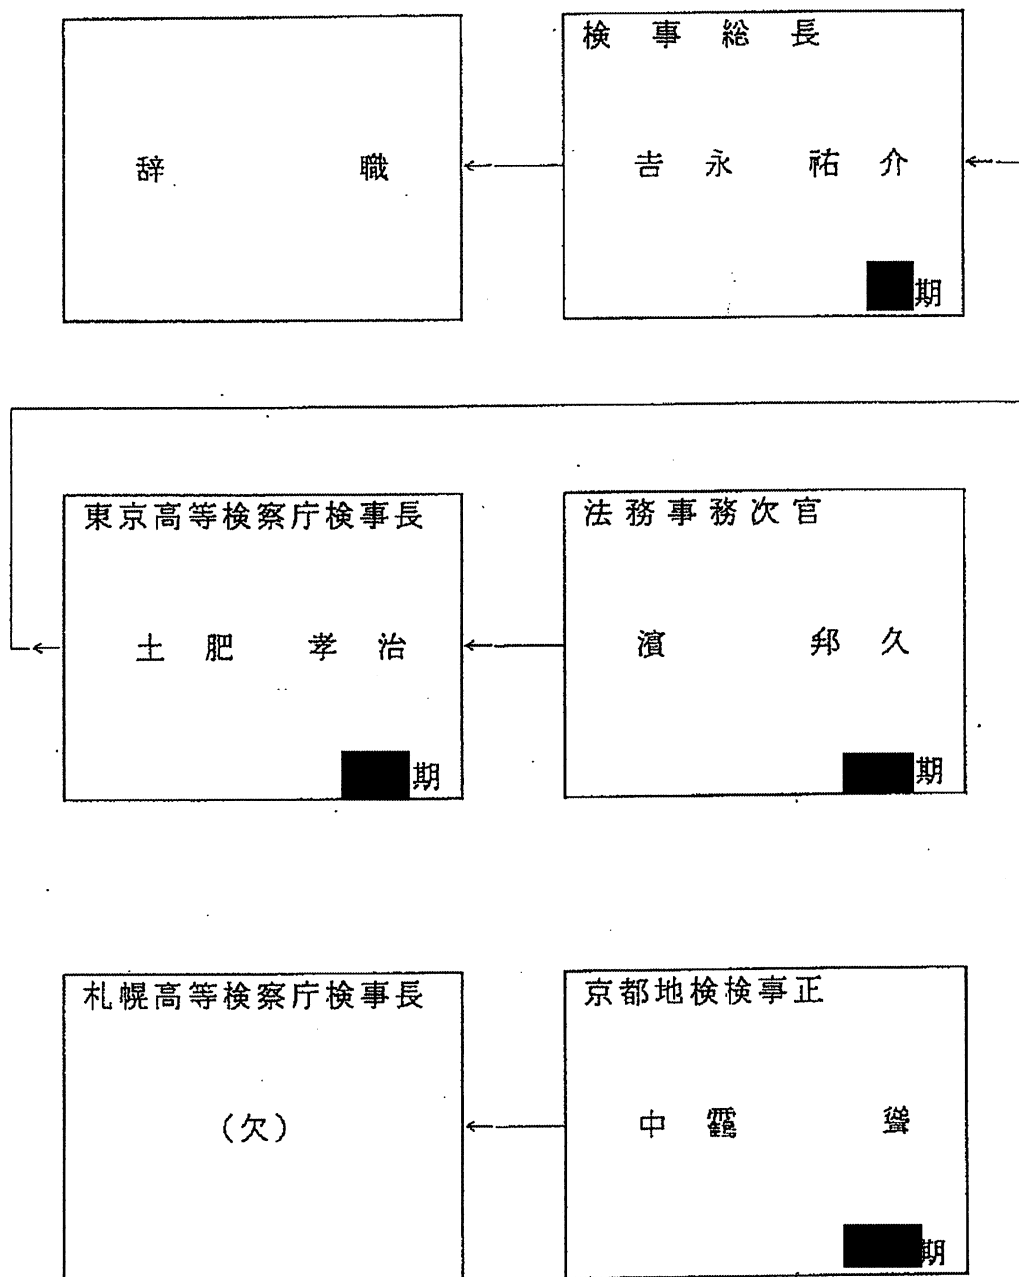 辞職
検事総長
吉永 祐介
期
東京高等検察庁検事長
土肥 孝治
期
法務事務次官
濱 邦久
期
札幌高等検察庁検事長
(欠)
京都地検検事正
中靏 聳
期